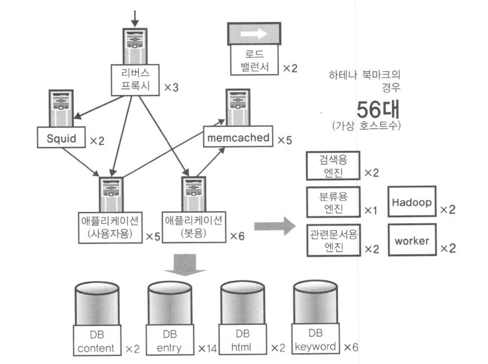 리버스
프록시
×3
로드
밸런서
×2
하테나 북마크의
경우
56대
(가상 호스트수)
Squid
×2
memcached
×5
검색용
엔진
×2
분류용
엔진
×1
Hadoop
×2
애플리케이션
(사용자용)
×5
애플리케이션
(봇용)
×6
관련문서용
엔진
×2
worker
×2
DB
content
×2
DB
entry
×14
DB
html
×2
DB
keyword
×6